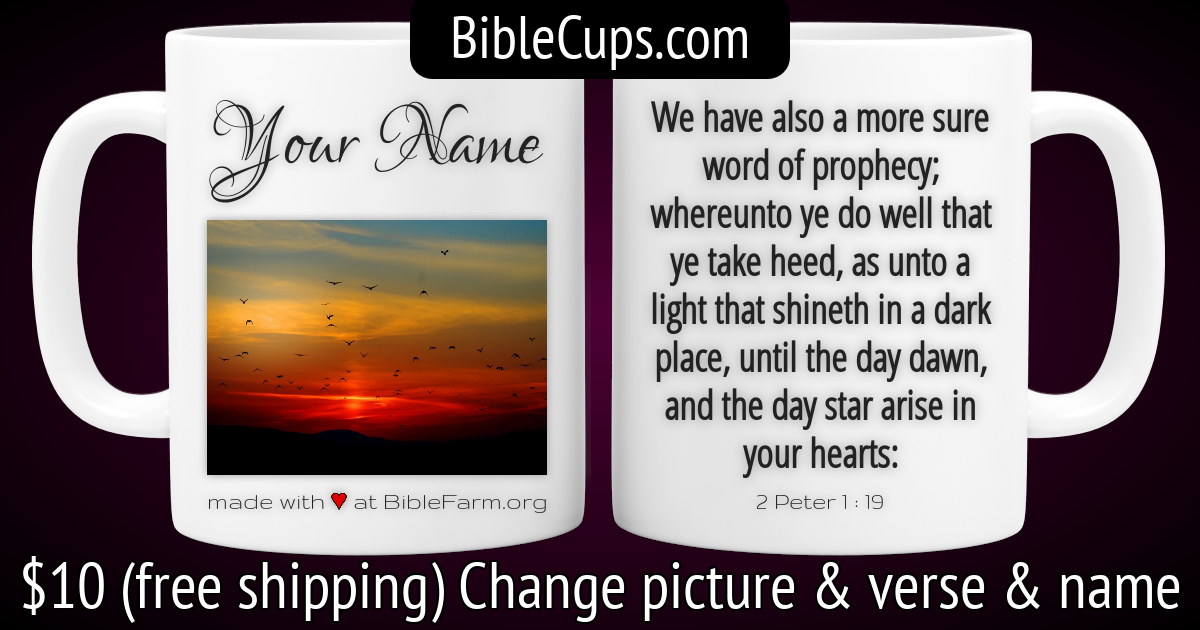 BibleCups.com
Your Name
made with ♥ at BibleFarm.org
We have also a more sure
word of prophecy;
whereunto ye do well that
ye take heed, as unto a
light that shineth in a dark
place, until the day dawn,
and the day star arise in
your hearts:
2 Peter 1 : 19
$10 (free shipping) Change picture & verse & name